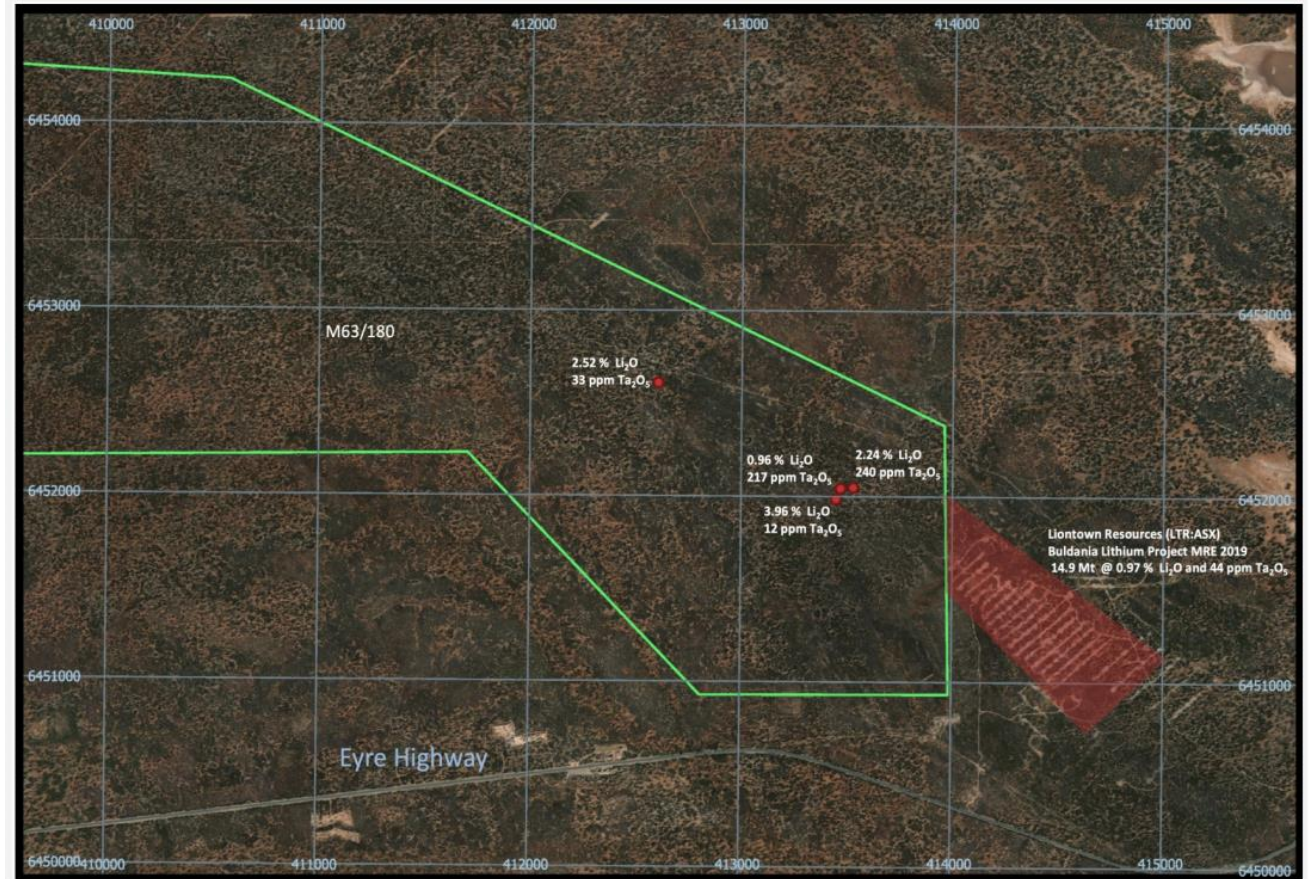 410000 411000 412000 413000 414000 415000
6454000 6454000
6453000 6453000
M63/180
2.52 % Li₂O
33 ppm Ta₂O₅
0.96 % Li₂O
217 ppm Ta₂O₅
2.24 % Li₂O
240 ppm Ta₂O₅
6452000 6452000
3.96 % Li₂O
12 ppm Ta₂O₅
Liontown Resources (LTR:ASX)
Buldania Lithium Project MRE 2019
14.9 Mt @ 0.97 % Li₂O and 44 ppm Ta₂O₅
6451000 6451000
Eyre Highway
6450000 6450000
410000 411000 412000 413000 414000 415000